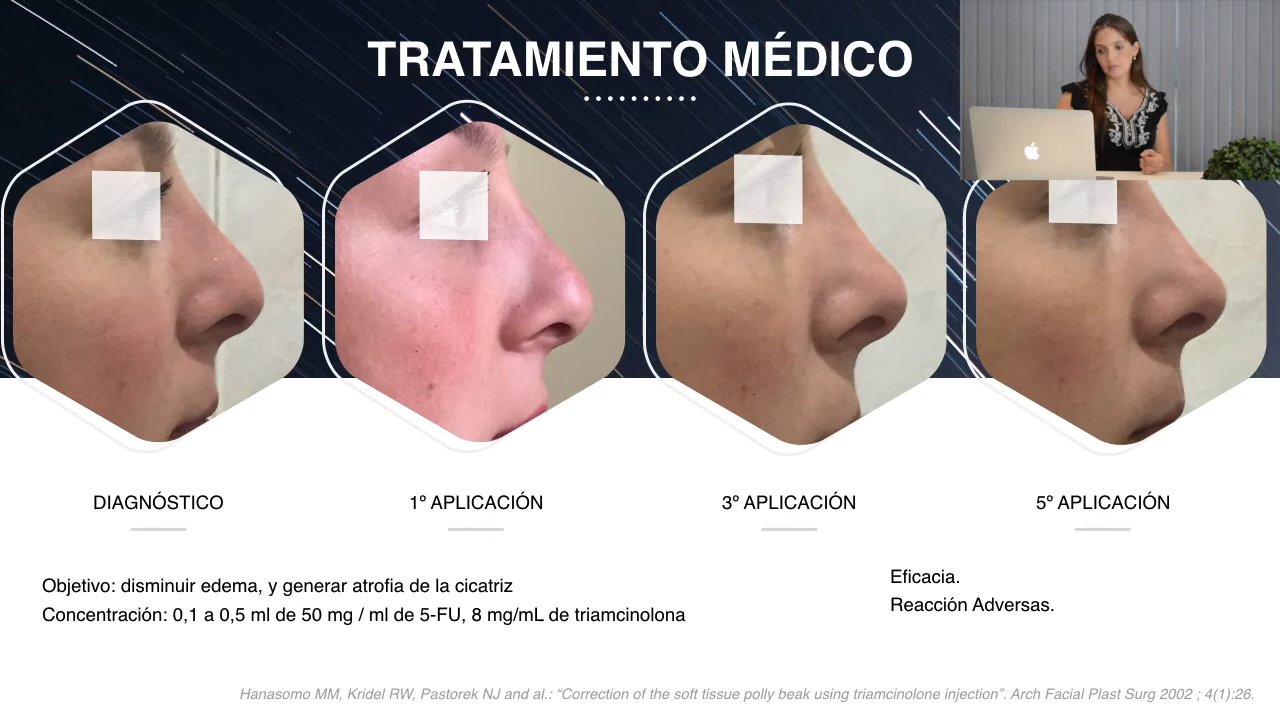 TRATAMIENTO MÉDICO
DIAGNÓSTICO
1º APLICACIÓN
3º APLICACIÓN
5º APLICACIÓN
Objetivo: disminuir edema, y generar atrofia de la cicatriz
Concentración: 0,1 a 0,5 ml de 50 mg / ml de 5-FU, 8 mg/mL de triamcinolona
Eficacia.
Reacción Adversas.
Hanasomo MM, Kridel RW, Pastorek NJ and al.: “Correction of the soft tissue polly beak using triamcinolone injection”. Arch Facial Plast Surg 2002 ; 4(1):26.